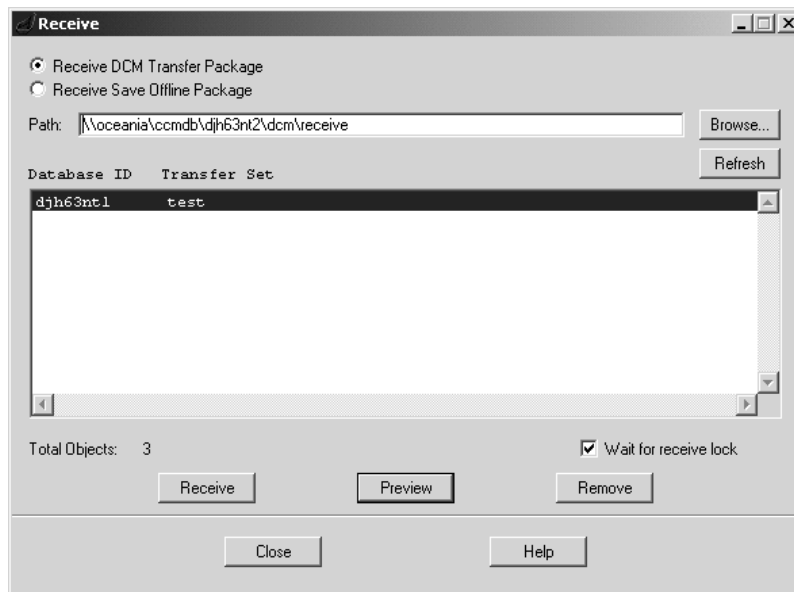 Receive
Receive DCM Transfer Package
Receive Save Offline Package
Path: \\oceania\ccmdb\djh63nt2\dcm\receive Browse...
Refresh
Database ID Transfer Set
djh63nt1 test
Total Objects: 3 Wait for receive lock
Receive Preview Remove
Close Help